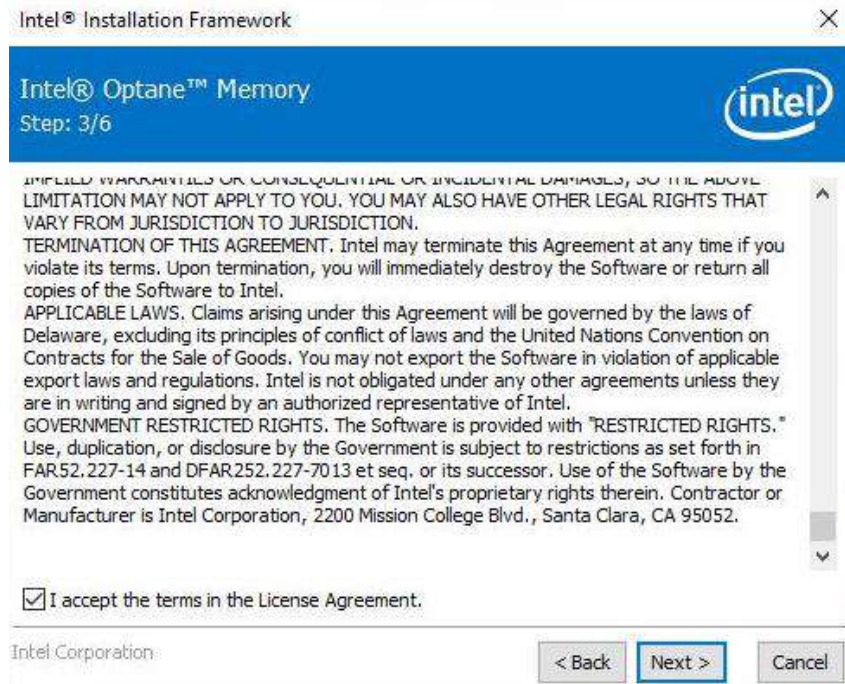 Intel® Installation Framework
Intel® Optane™ Memory
Step: 3/6
intel
IMPLIED WARRANTIES OR CONSEQUENTIAL OR INCIDENTAL DAMAGES, SO THE ABOVE
LIMITATION MAY NOT APPLY TO YOU. YOU MAY ALSO HAVE OTHER LEGAL RIGHTS THAT
VARY FROM JURISDICTION TO JURISDICTION.
TERMINATION OF THIS AGREEMENT. Intel may terminate this Agreement at any time if you
violate its terms. Upon termination, you will immediately destroy the Software or return all
copies of the Software to Intel.
APPLICABLE LAWS. Claims arising under this Agreement will be governed by the laws of
Delaware, excluding its principles of conflict of laws and the United Nations Convention on
Contracts for the Sale of Goods. You may not export the Software in violation of applicable
export laws and regulations. Intel is not obligated under any other agreements unless they
are in writing and signed by an authorized representative of Intel.
GOVERNMENT RESTRICTED RIGHTS. The Software is provided with "RESTRICTED RIGHTS."
Use, duplication, or disclosure by the Government is subject to restrictions as set forth in
FAR52.227-14 and DFAR252.227-7013 et seq. or its successor. Use of the Software by the
Government constitutes acknowledgment of Intel's proprietary rights therein. Contractor or
Manufacturer is Intel Corporation, 2200 Mission College Blvd., Santa Clara, CA 95052.
I accept the terms in the License Agreement.
Intel Corporation
< Back Next > Cancel